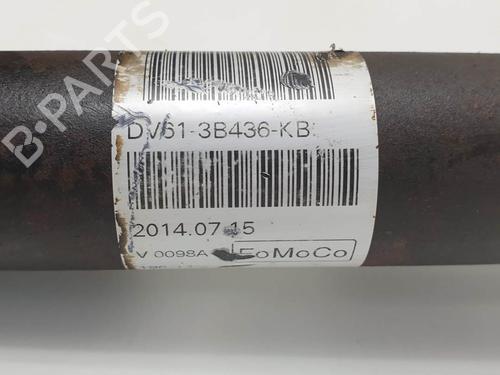 B-PARTS
DV61-3B436-KB
2014.07.15
V 0098A FoMoCo